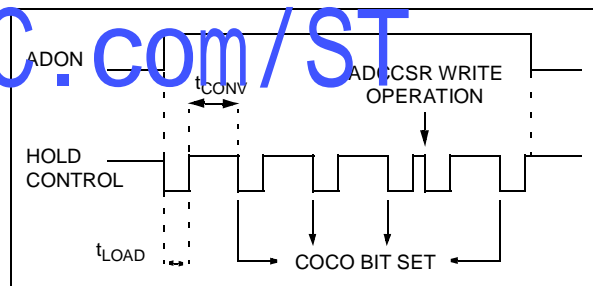 C.com/ST
ADON
tCONV
ADCCSR WRITE
OPERATION
HOLD
CONTROL
tLOAD
COCO BIT SET